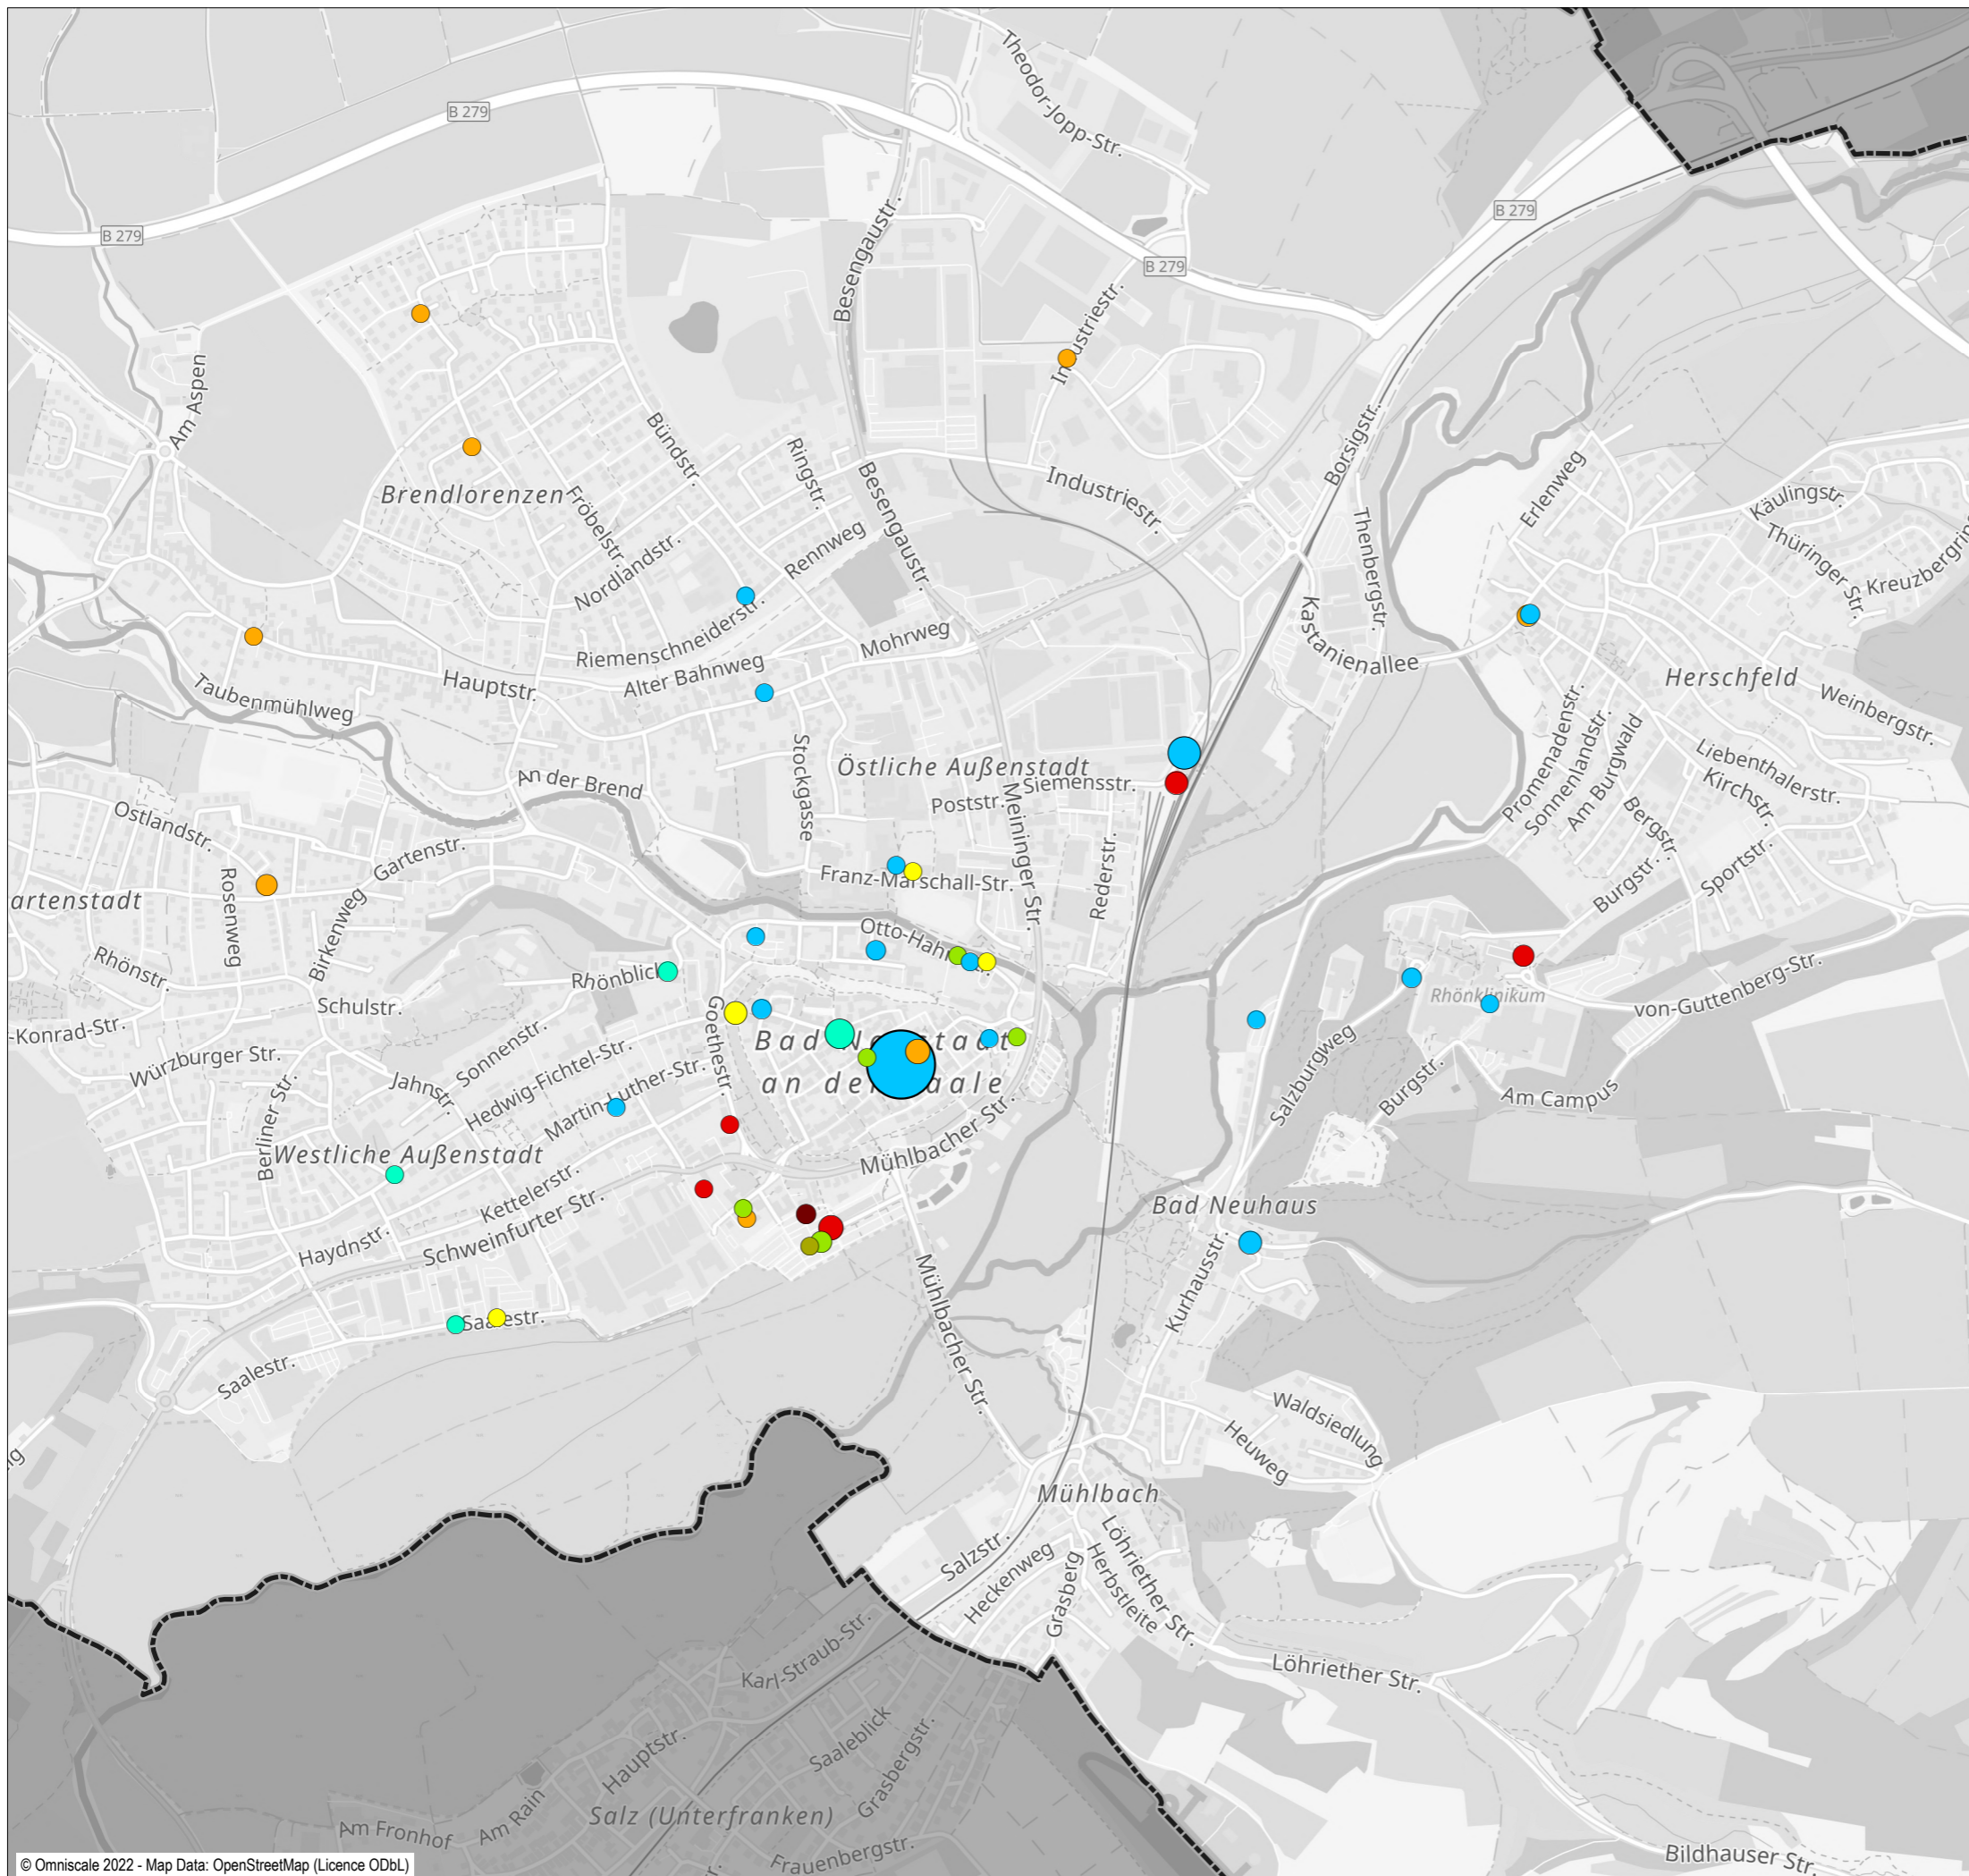 Theodor-Jopp-Str.
B 279
B 279
B 279
B 279
Besengaustr.
Industriestr.
Am Aspen
Bündstr.
Ringstr.
Borsigstr.
Brendlorenzen
Fröbelstr.
Besengaustr.
Industriestr.
Erlenweg
Käulingstr.
Thüringer Str.
Kreuzbergring
Nordlandstr.
Rennweg
Thenbergstr.
Kastanienallee
Riemenschneiderstr.
Mohrweg
Alter Bahnweg
Hauptstr.
Taubenmühlweg
Herschfeld
Weinbergstr.
Promenadenstr.
Sonnenlandstr.
Am Burgwald
Liebenthalerstr.
Kirchstr.
Bergstr.
Östliche Außenstadt
An der Brend
Stockgasse
Siemensstr.
Poststr.
Meininger Str.
Ostlandstr.
Gartenstr.
Rederstr.
Franz-Marschall-Str.
Burgstr.
Sportstr.
artenstadt
Rosenweg
Birkenweg
Rhönstr.
Rhönblick
Schulstr.
Goethestr.
Rhönklinikum
von-Guttenberg-Str.
-Konrad-Str.
Würzburger Str.
Sonnenstr.
Hedwig-Fichtel-Str.
Martin-Luther-Str.
Jahnstr.
Berliner Str.
Salzburgweg
Burgstr.
Am Campus
Westliche Außenstadt
Mühlbacher Str.
Kettelerstr.
Schweinfurter Str.
Haydnstr.
Bad Neuhaus
Kurhausstr.
Mühlbacher Str.
Saalestr.
Waldsiedlung
Heuweg
Mühlbach
Salzstr.
Heckenweg
Grasberg
Herbstleite
Löhriether Str.
Löhriether Str.
Karl-Straub-Str.
Hauptstr.
Saaleblick
Grasbergstr.
Am Rain
Salz (Unterfranken)
Am Fronhof
Frauenbergstr.
Bildhauser Str.
© Omniscale 2022 - Map Data: OpenStreetMap (Licence ODbL)